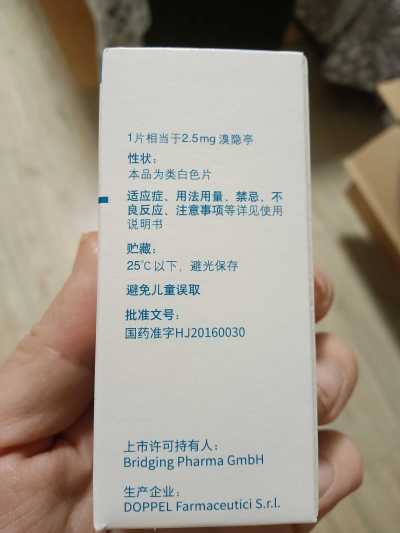 1片相当于2.5mg 溴隐亭
性状：
本品为类白色片
适应症、用法用量、禁忌、不
良反应、注意事项等详见使用
说明书
贮藏：
25℃以下，避光保存
避免儿童误取
批准文号：
国药准字HJ20160030
上市许可持有人：
Bridging Pharma GmbH
生产企业：
DOPPEL Farmaceutici S.r.l.